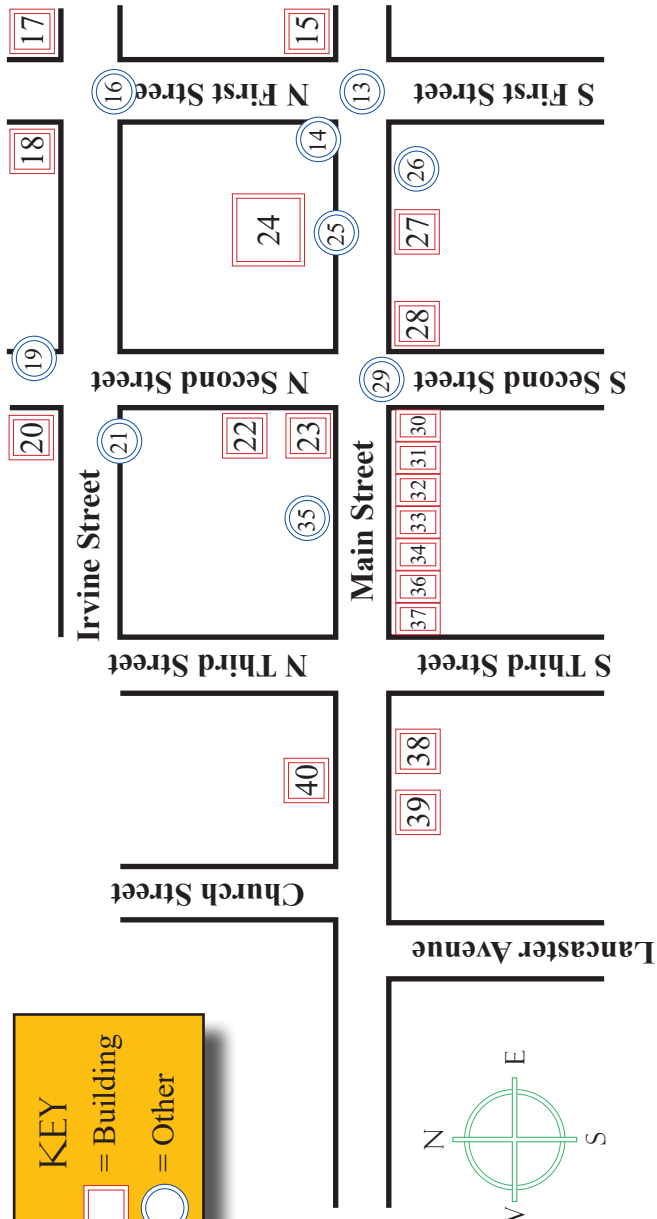 KEY
= Building
= Other
20
19
18
17
Irvine Street
21
16
Church Street
N Third Street
N Second Street
N First Street
22
24
40
35
23
14
15
25
Main Street
29
13
39
38
37
36
34
33
32
31
30
28
27
26
Lancaster Avenue
S Third Street
S Second Street
S First Street
N
W
E
S